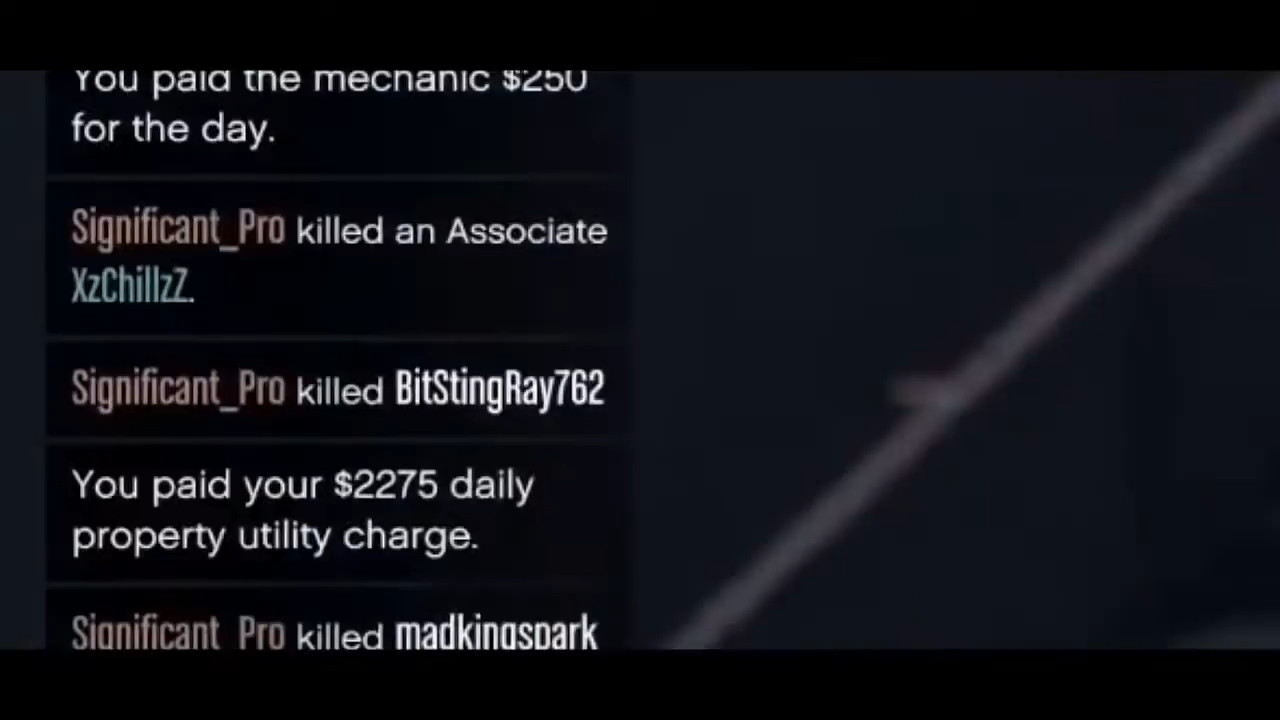 You paid the mechanic $250
for the day.
Significant_Pro killed an Associate
XzChillzZ.
Significant_Pro killed BitStingRay762
You paid your $2275 daily
property utility charge.
Significant_Pro killed madkingspark